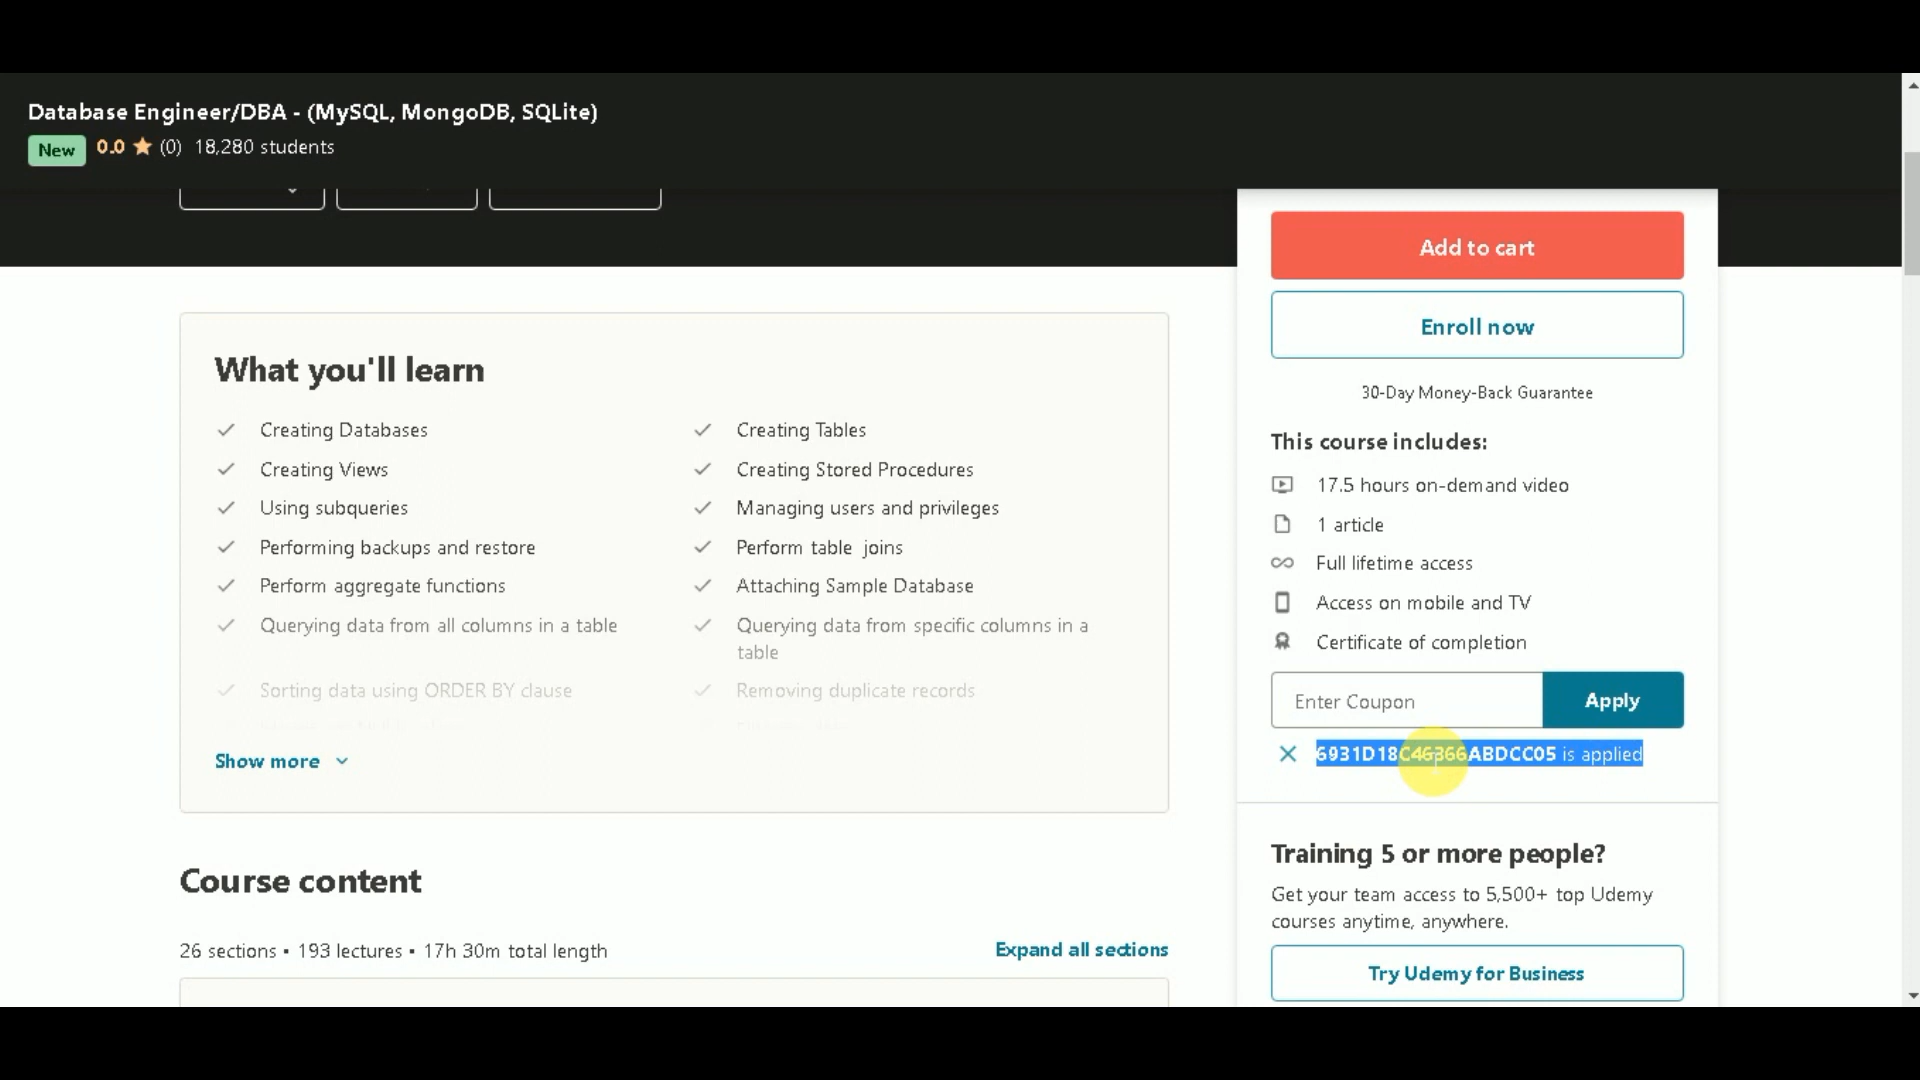 Database Engineer/DBA - (MySQL, MongoDB, SQLite)
New 0.0 (0) 18,280 students
Add to cart
Enroll now
30-Day Money-Back Guarantee
This course includes:
17.5 hours on-demand video
1 article
Full lifetime access
Access on mobile and TV
Certificate of completion
Enter Coupon Apply
6931D18C46366ABDCC05 is applied
Training 5 or more people?
Get your team access to 5,500+ top Udemy
courses anytime, anywhere.
Try Udemy for Business
What you'll learn
Creating Databases
Creating Tables
Creating Views
Creating Stored Procedures
Using subqueries
Managing users and privileges
Performing backups and restore
Perform table joins
Perform aggregate functions
Attaching Sample Database
Querying data from all columns in a table
Querying data from specific columns in a
table
Sorting data using ORDER BY clause
Removing duplicate records
Show more
Course content
26 sections • 193 lectures • 17h 30m total length
Expand all sections